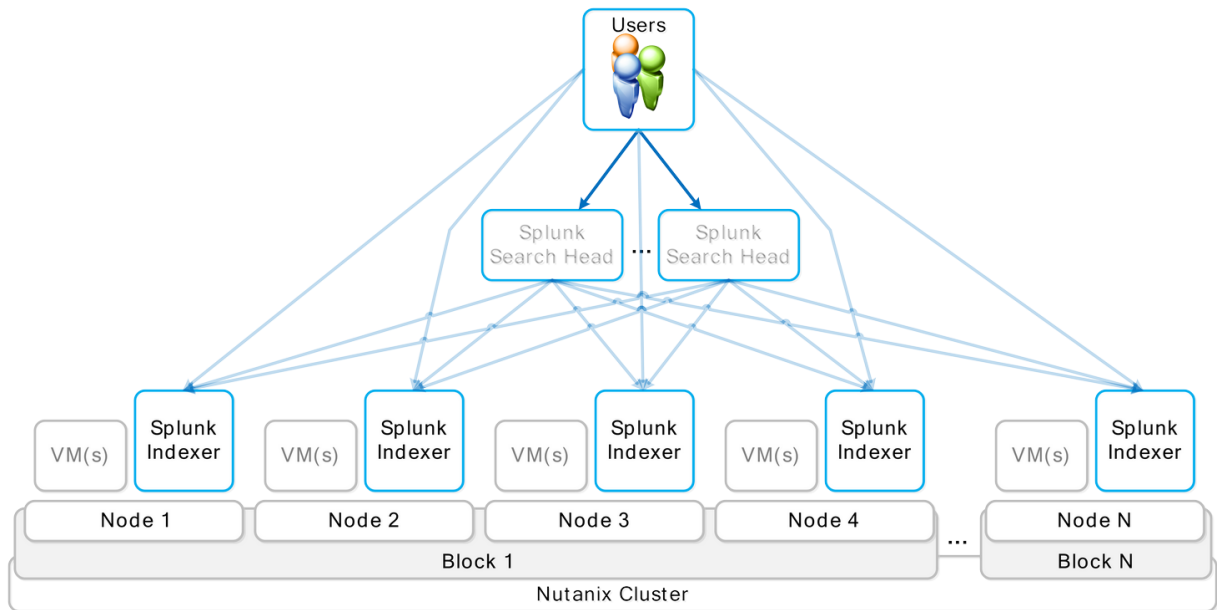 Users
Splunk
Search Head
...
Splunk
Search Head
VM(s)
Splunk
Indexer
VM(s)
Splunk
Indexer
VM(s)
Splunk
Indexer
VM(s)
Splunk
Indexer
VM(s)
Splunk
Indexer
Node 1
Node 2
Node 3
Node 4
...
Node N
Block 1
Block N
Nutanix Cluster